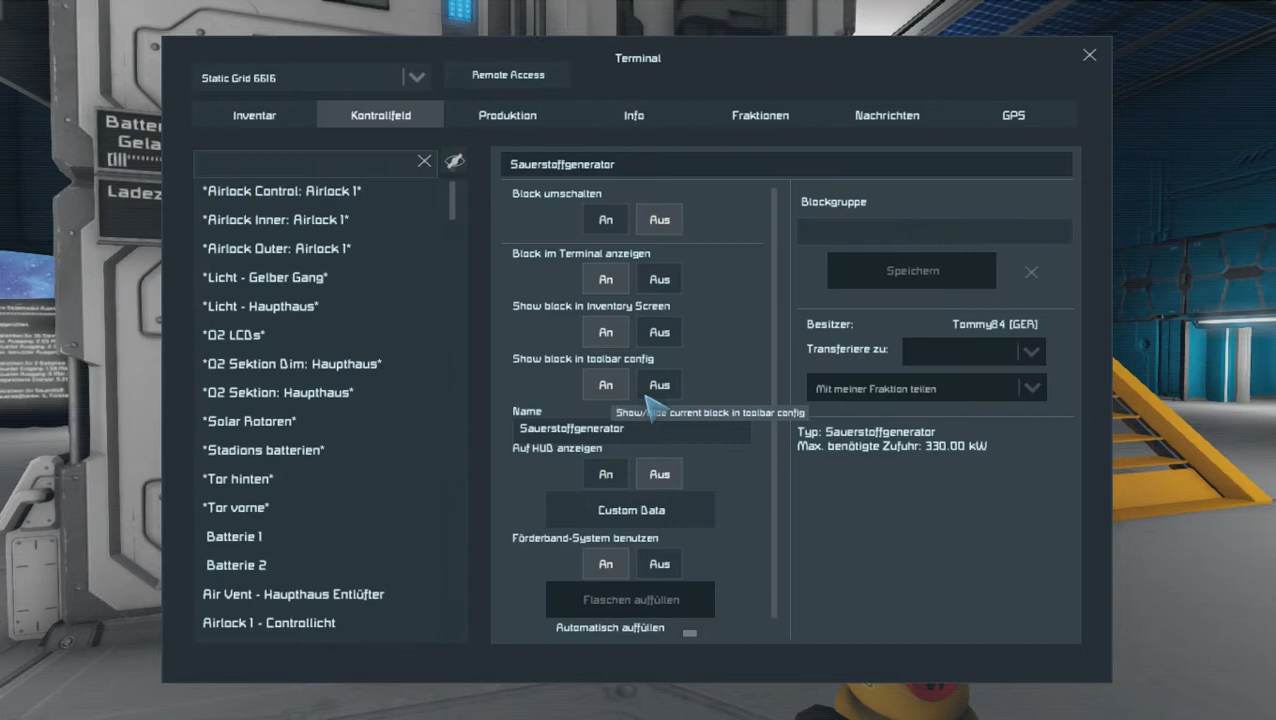 Terminal
Static Grid 6616
Remote Access
Inventar
Kontrollfeld
Produktion
Info
Fraktionen
Nachrichten
GPS
*Airlock Control: Airlock 1*
*Airlock Inner: Airlock 1*
*Airlock Outer: Airlock 1*
*Licht - Gelber Gang*
*Licht - Haupthaus*
*O2 LCDs*
*O2 Sektion Dim: Haupthaus*
*O2 Sektion: Haupthaus*
*Solar Rotoren*
*Stadions batterien*
*Tor hinten*
*Tor vorne*
Batterie 1
Batterie 2
Air Vent - Haupthaus Entlüfter
Airlock 1 - Controllicht
Sauerstoffgenerator
Block umschalten
An Aus
Block im Terminal anzeigen
An Aus
Show block in Inventory Screen
An Aus
Show block in toolbar config
An Aus
Show/hide current block in toolbar config
Name
Sauerstoffgenerator
Auf HUD anzeigen
An Aus
Custom Data
Förderband-System benutzen
An Aus
Flaschen auffüllen
Automatisch auffüllen
Blockgruppe
Speichern
Besitzer: Tommy84 [GER]
Transferiere zu:
Mit meiner Fraktion teilen
Typ: Sauerstoffgenerator
Max. benötigte Zufuhr: 330.00 kW
Batter
Gela
Ladez